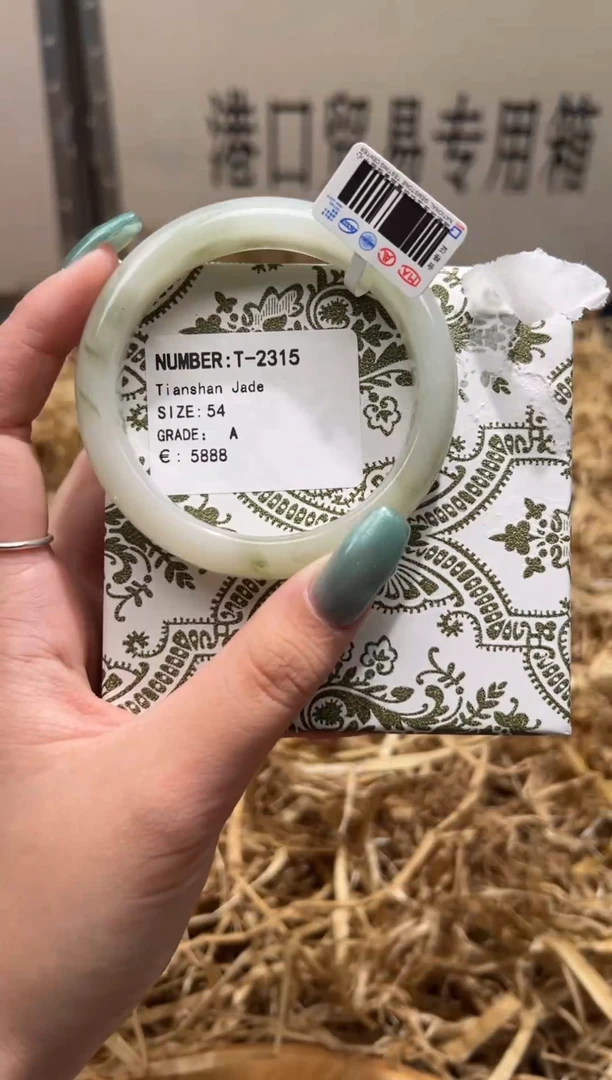 港口贸易专用箱
NUMBER:T-2315
Tianshan Jade
SIZE:54
GRADE: A
€: 5888